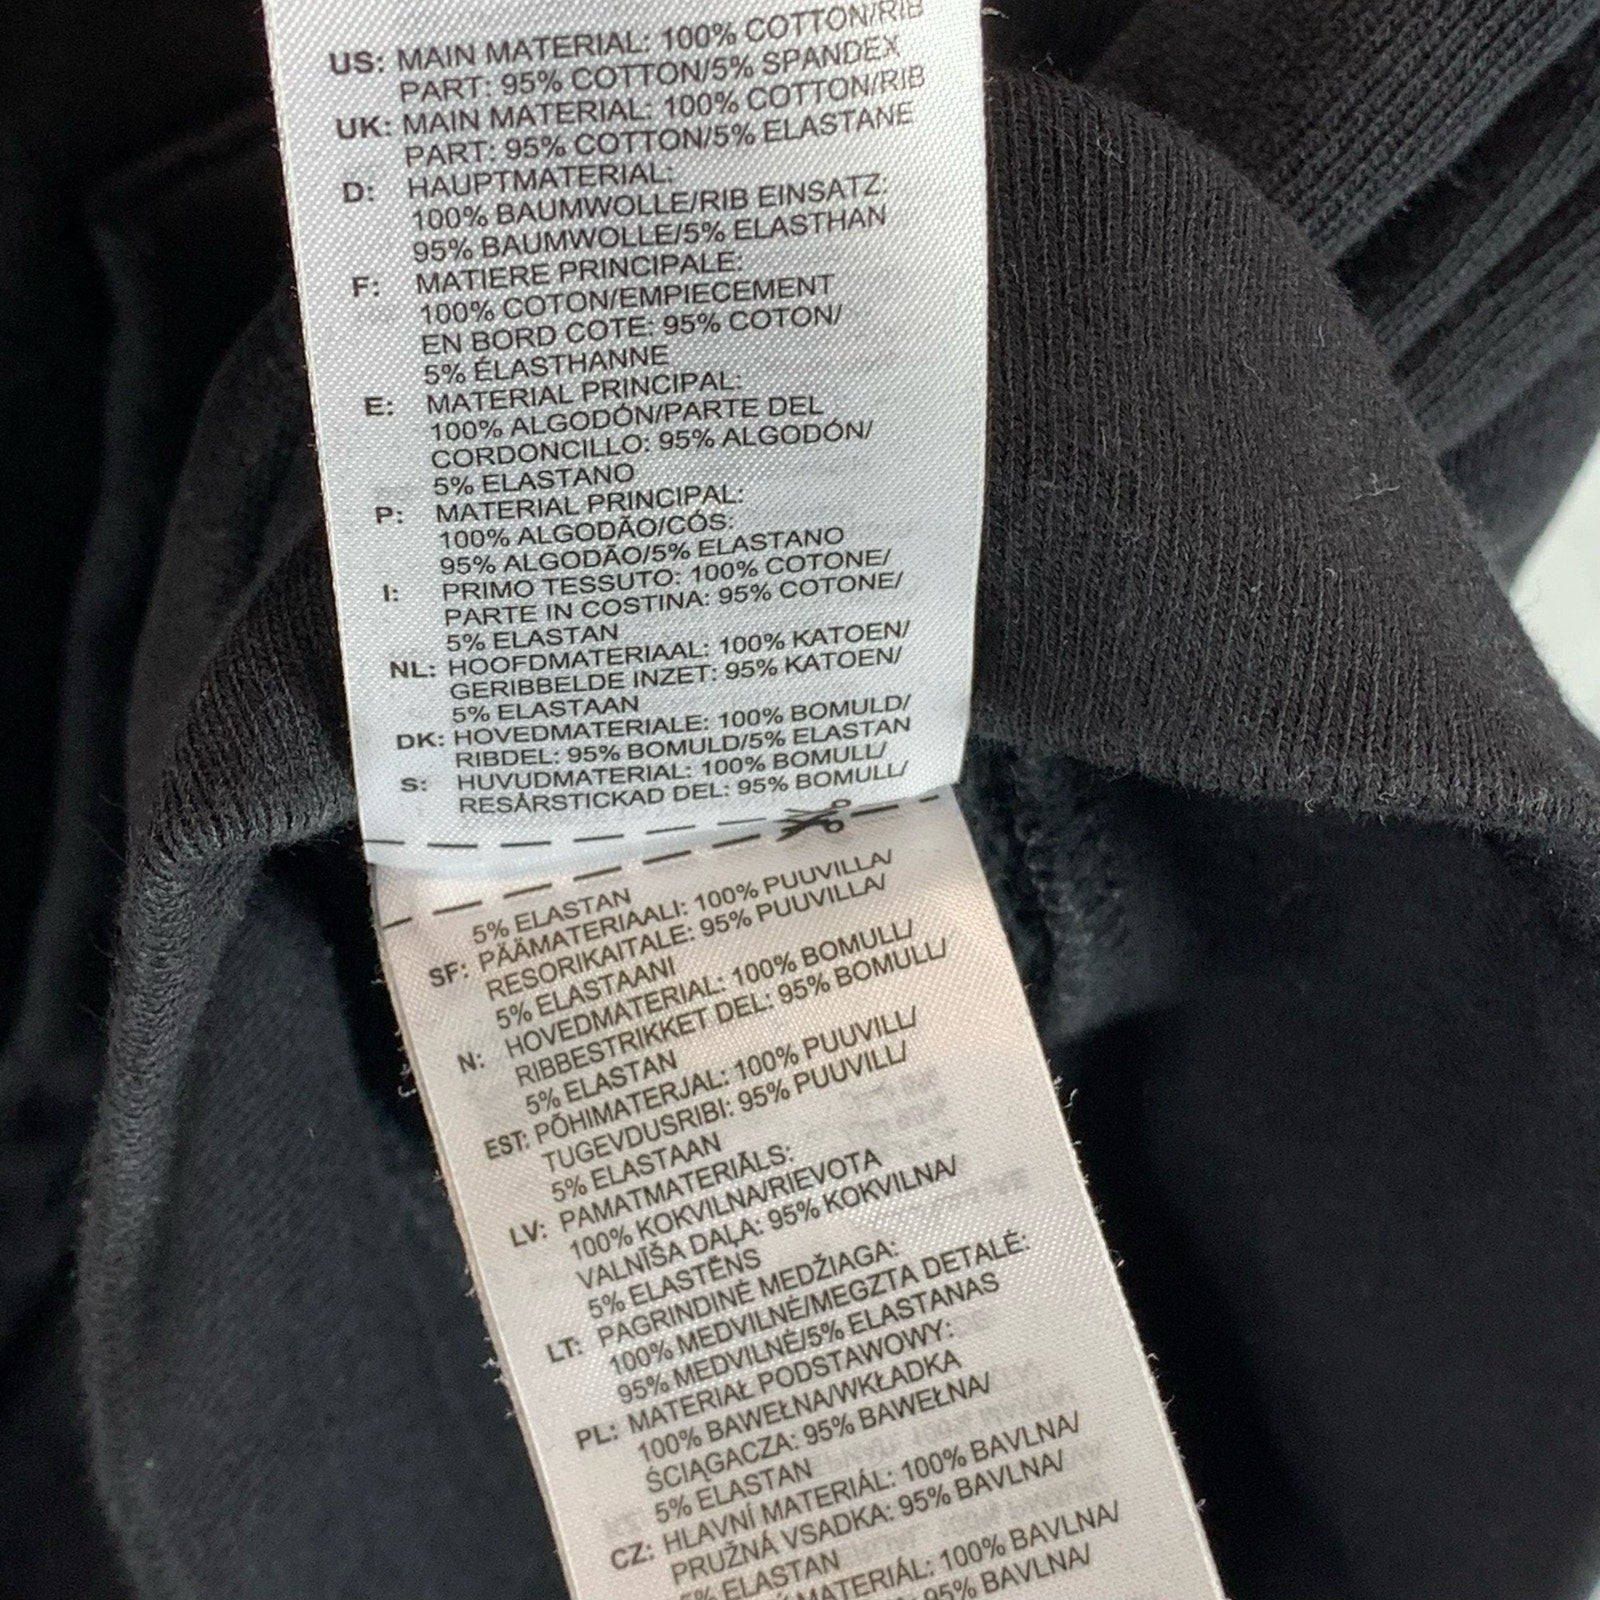 US: MAIN MATERIAL: 100% COTTON/RIB
PART: 95% COTTON/5% SPANDEX
UK: MAIN MATERIAL: 100% COTTON/RIB
PART: 95% COTTON/5% ELASTANE
D: HAUPTMATERIAL:
100% BAUMWOLLE/RIB EINSATZ:
95% BAUMWOLLE/5% ELASTHAN
F: MATIERE PRINCIPALE:
100% COTON/EMPIECEMENT
EN BORD COTE: 95% COTON/
5% ÉLASTHANNE
E: MATERIAL PRINCIPAL:
100% ALGODÓN/PARTE DEL
CORDONCILLO: 95% ALGODÓN/
5% ELASTANO
P: MATERIAL PRINCIPAL:
100% ALGODÃO/CÓS:
95% ALGODÃO/5% ELASTANO
I: PRIMO TESSUTO: 100% COTONE/
PARTE IN COSTINA: 95% COTONE/
5% ELASTAN
NL: HOOFDMATERIAAL: 100% KATOEN/
GERIBBELDE INZET: 95% KATOEN/
5% ELASTAAN
DK: HOVEDMATERIALE: 100% BOMULD/
RIBDEL: 95% BOMULD/5% ELASTAN
S: HUVUDMATERIAL: 100% BOMULL/
RESÅRSTICKAD DEL: 95% BOMULL/
5% ELASTAN
SF: PÄÄMATERIAALI: 100% PUUVILLA/
RESORIKAITALE: 95% PUUVILLA/
5% ELASTAANI
N: HOVEDMATERIAL: 100% BOMULL/
RIBBESTRIKKET DEL: 95% BOMULL/
5% ELASTAN
EST: PÕHIMATERJAL: 100% PUUVILL/
TUGEVDUSRIBI: 95% PUUVILL/
5% ELASTAAN
LV: PAMATMATERIĀLS:
100% KOKVILNA/RIEVOTA
VALNĪŠA DAĻA: 95% KOKVILNA/
5% ELASTĒNS
LT: PAGRINDINĖ MEDŽIAGA:
100% MEDVILNĖ/MEGZTA DETALĖ:
95% MEDVILNĖ/5% ELASTANAS
PL: MATERIAŁ PODSTAWOWY:
100% BAWEŁNA/WKŁADKA
ŚCIĄGACZA: 95% BAWEŁNA/
5% ELASTAN
CZ: HLAVNÍ MATERIÁL: 100% BAVLNA/
PRUŽNÁ VSADKA: 95% BAVLNA/
5% ELASTAN
MATERIÁL: 100% BAVLNA/
95% BAVLNA/